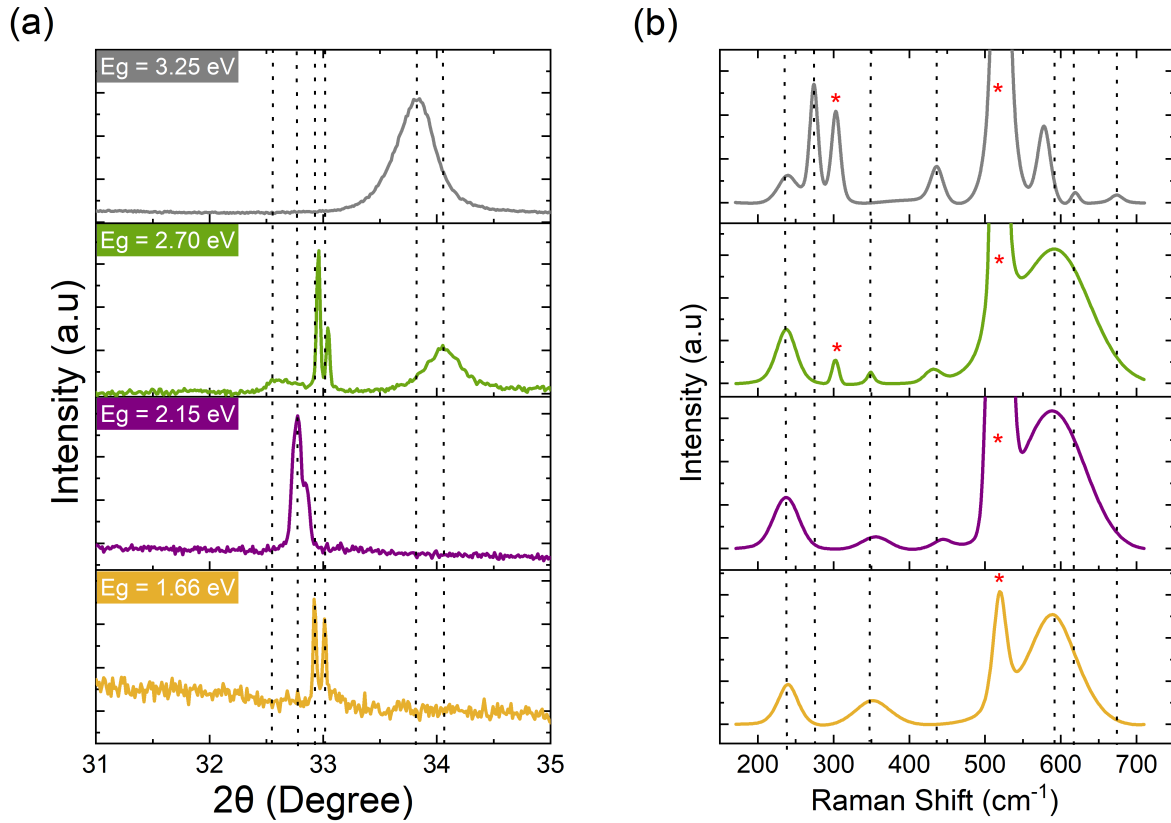 (a)
Eg = 3.25 eV
Eg = 2.70 eV
Eg = 2.15 eV
Eg = 1.66 eV
Intensity (a.u)
31 32 33 34 35
2θ (Degree)
(b)
*
*
*
*
*
*
Intensity (a.u)
200 300 400 500 600 700
Raman Shift (cm⁻¹)